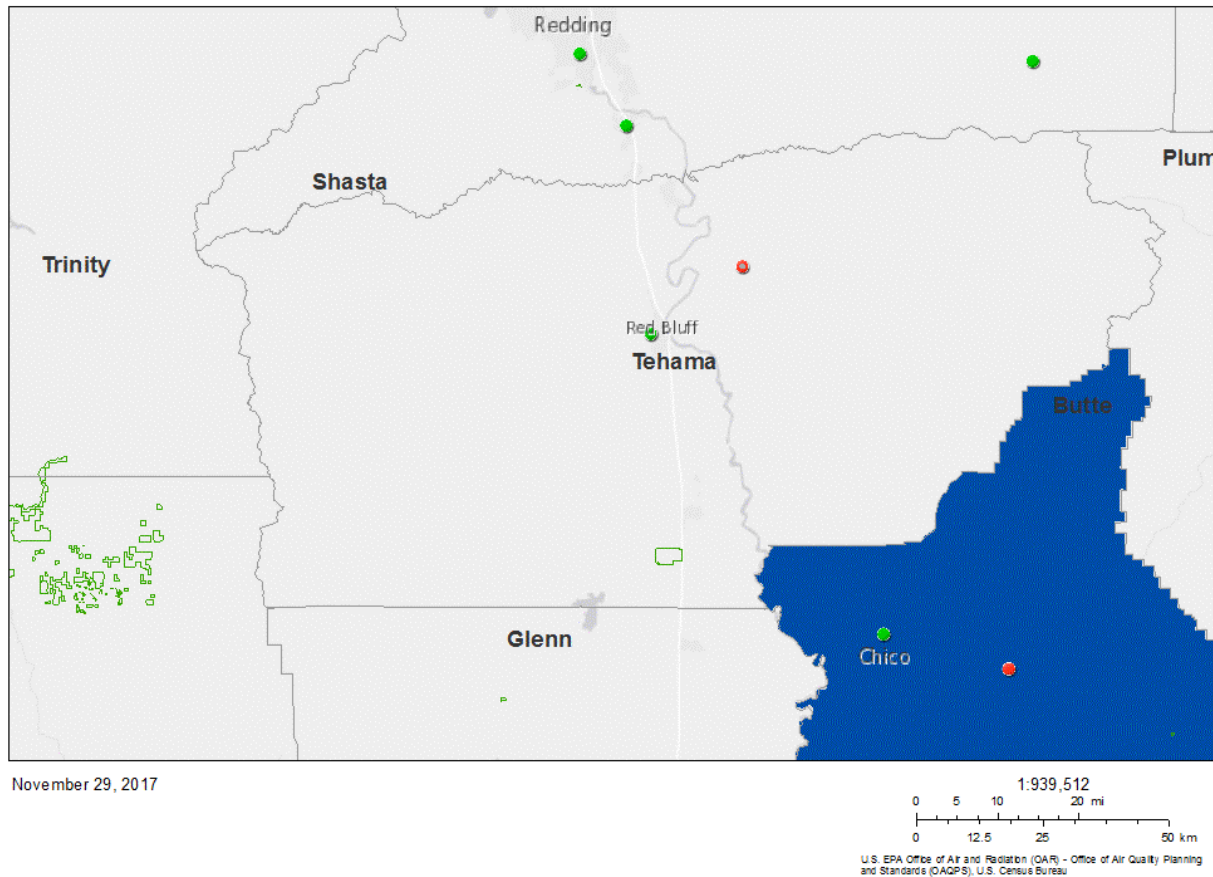 Redding
Shasta
Plum
Trinity
Red Bluff
Tehama
Butte
Glenn
Chico
November 29, 2017
1:939,512
0 5 10 20 mi
0 12.5 25 50 km
U.S. EPA Office of Air and Radiation (OAR) - Office of Air Quality Planning
and Standards (OAQPS), U.S. Census Bureau